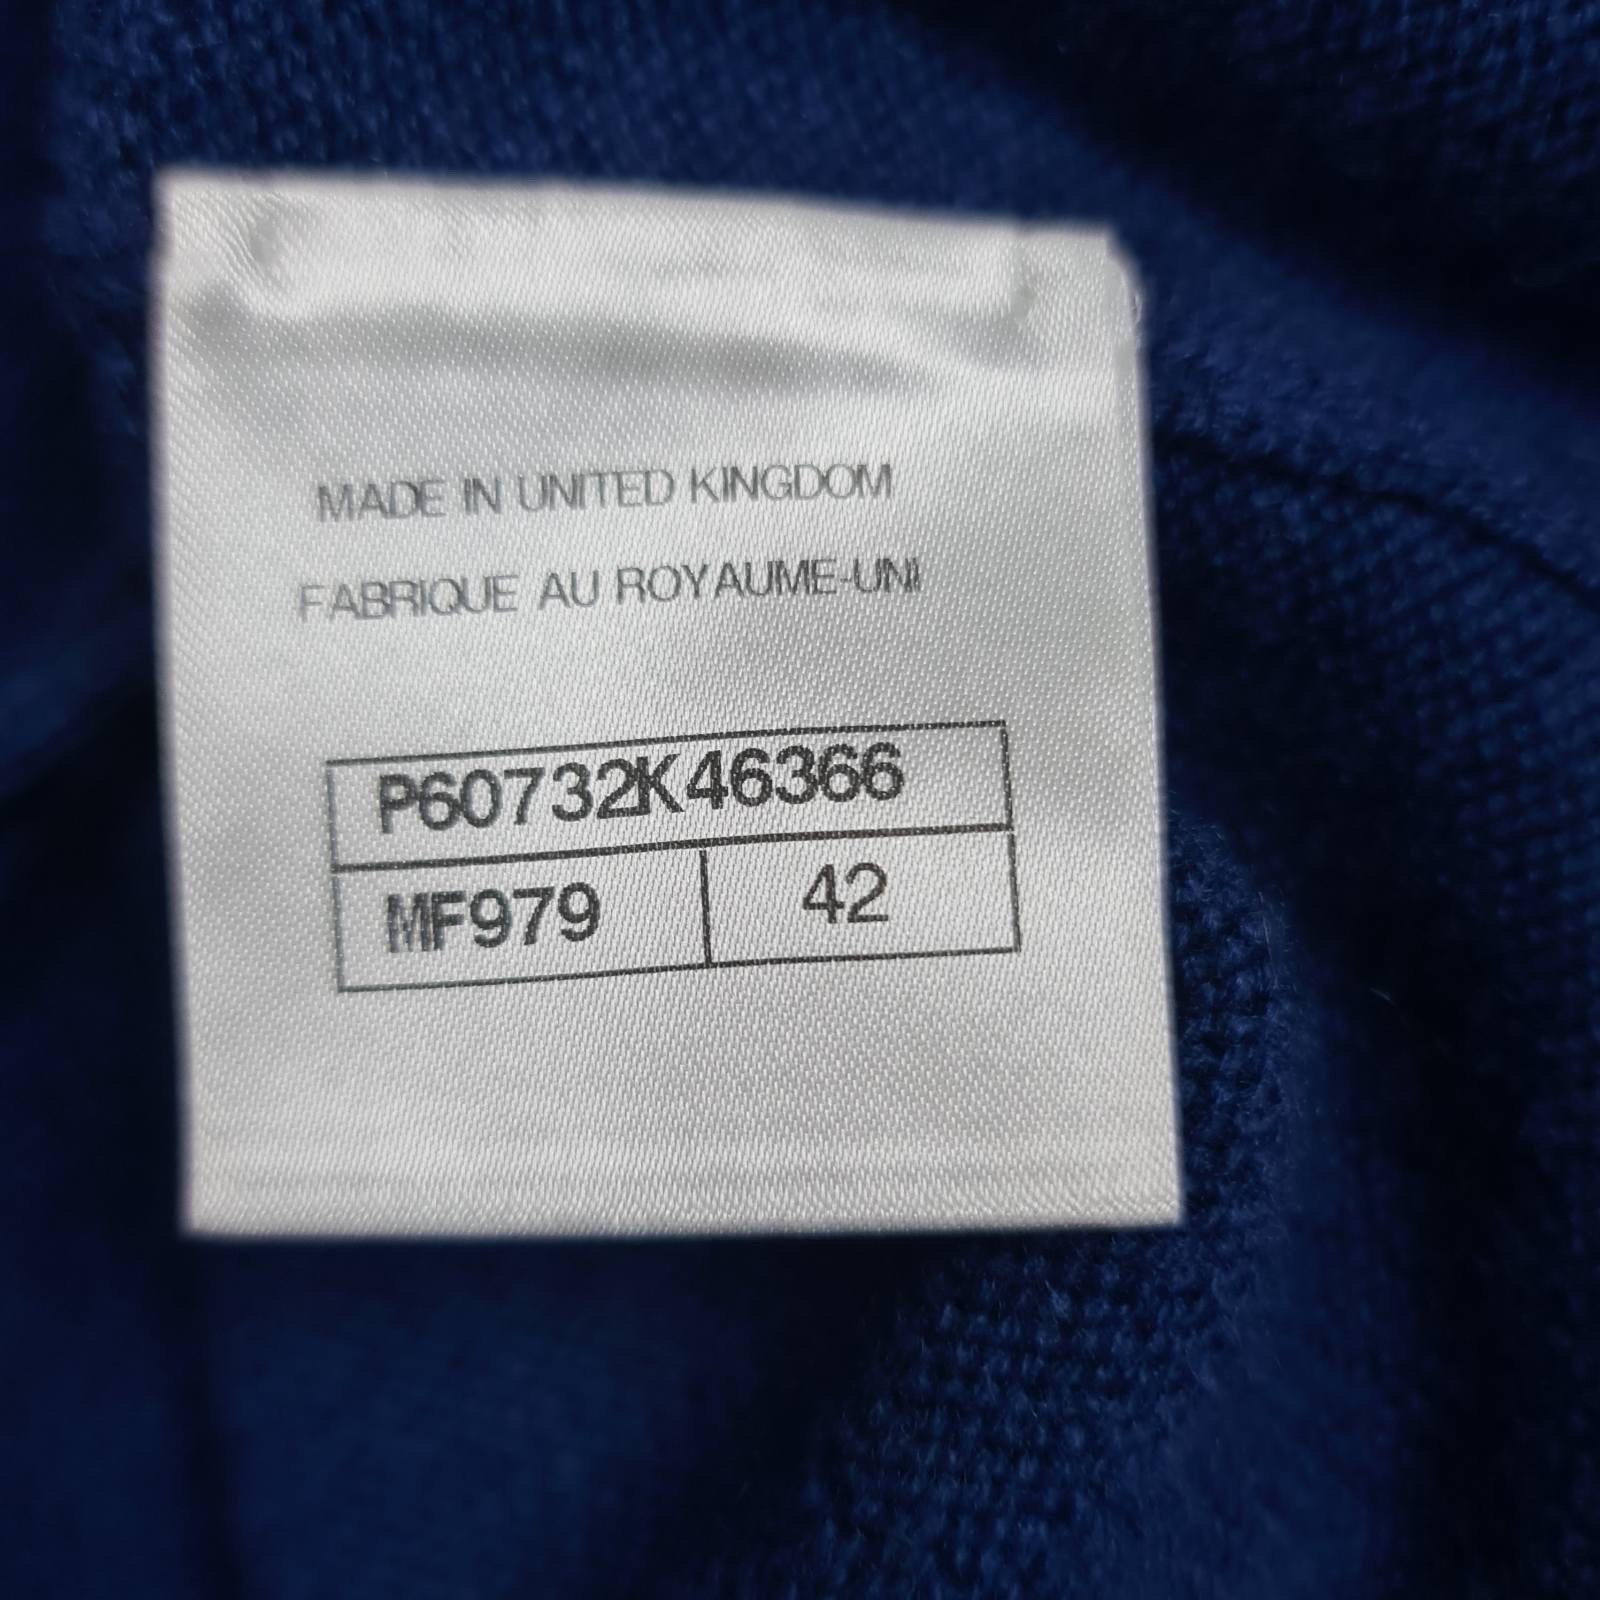 MADE IN UNITED KINGDOM
FABRIQUE AU ROYAUME-UNI
P60732K46366
MF979 42